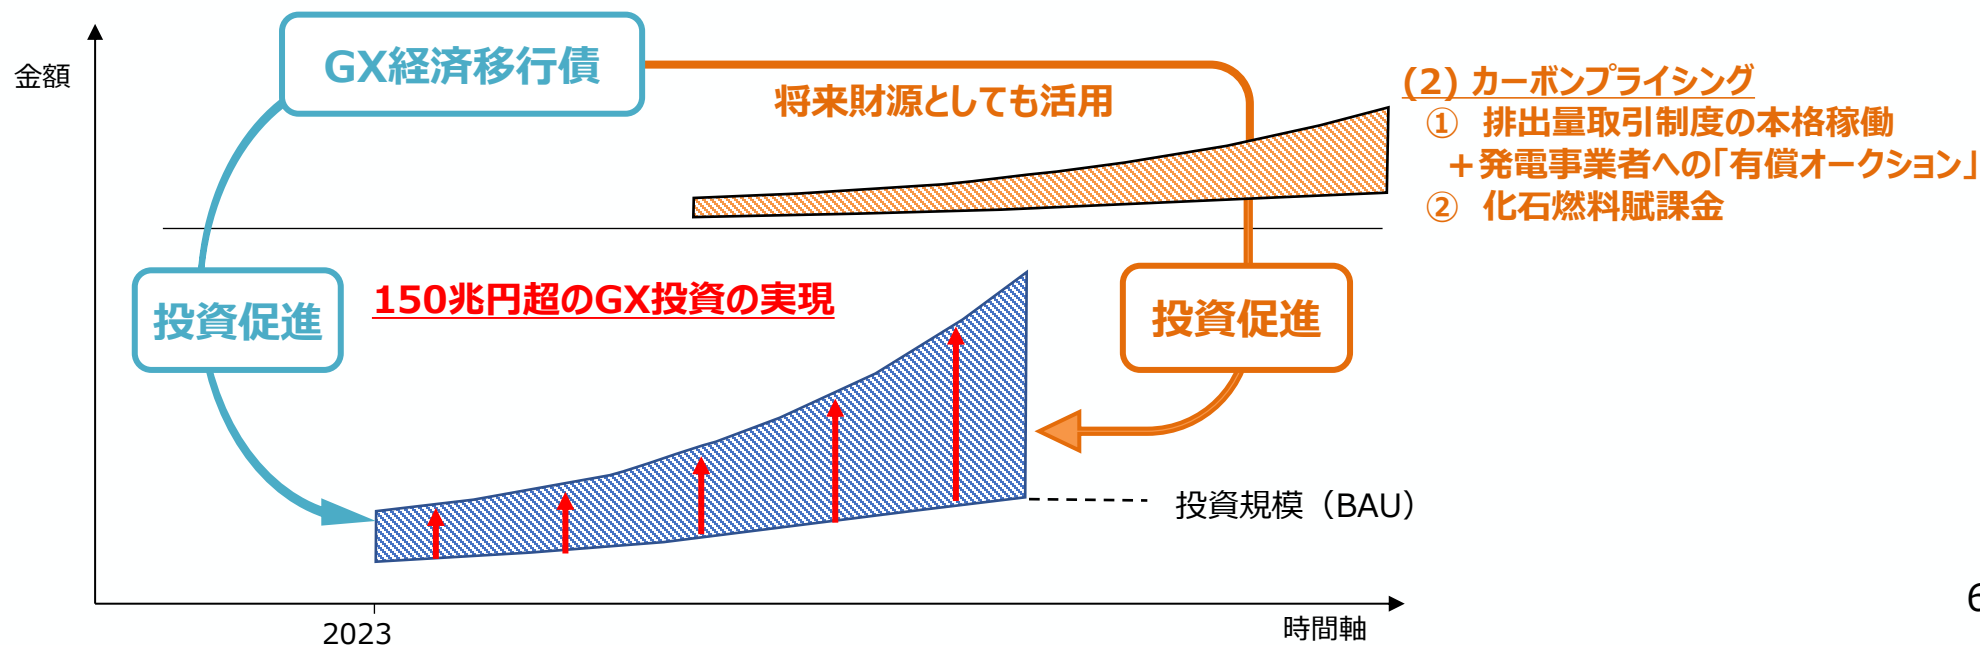 金額
GX経済移行債
将来財源としても活用
(2) カーボンプライシング
① 排出量取引制度の本格稼働
＋発電事業者への「有償オークション」
② 化石燃料賦課金
投資促進
150兆円超のGX投資の実現
投資促進
投資規模（BAU）
2023
時間軸
6